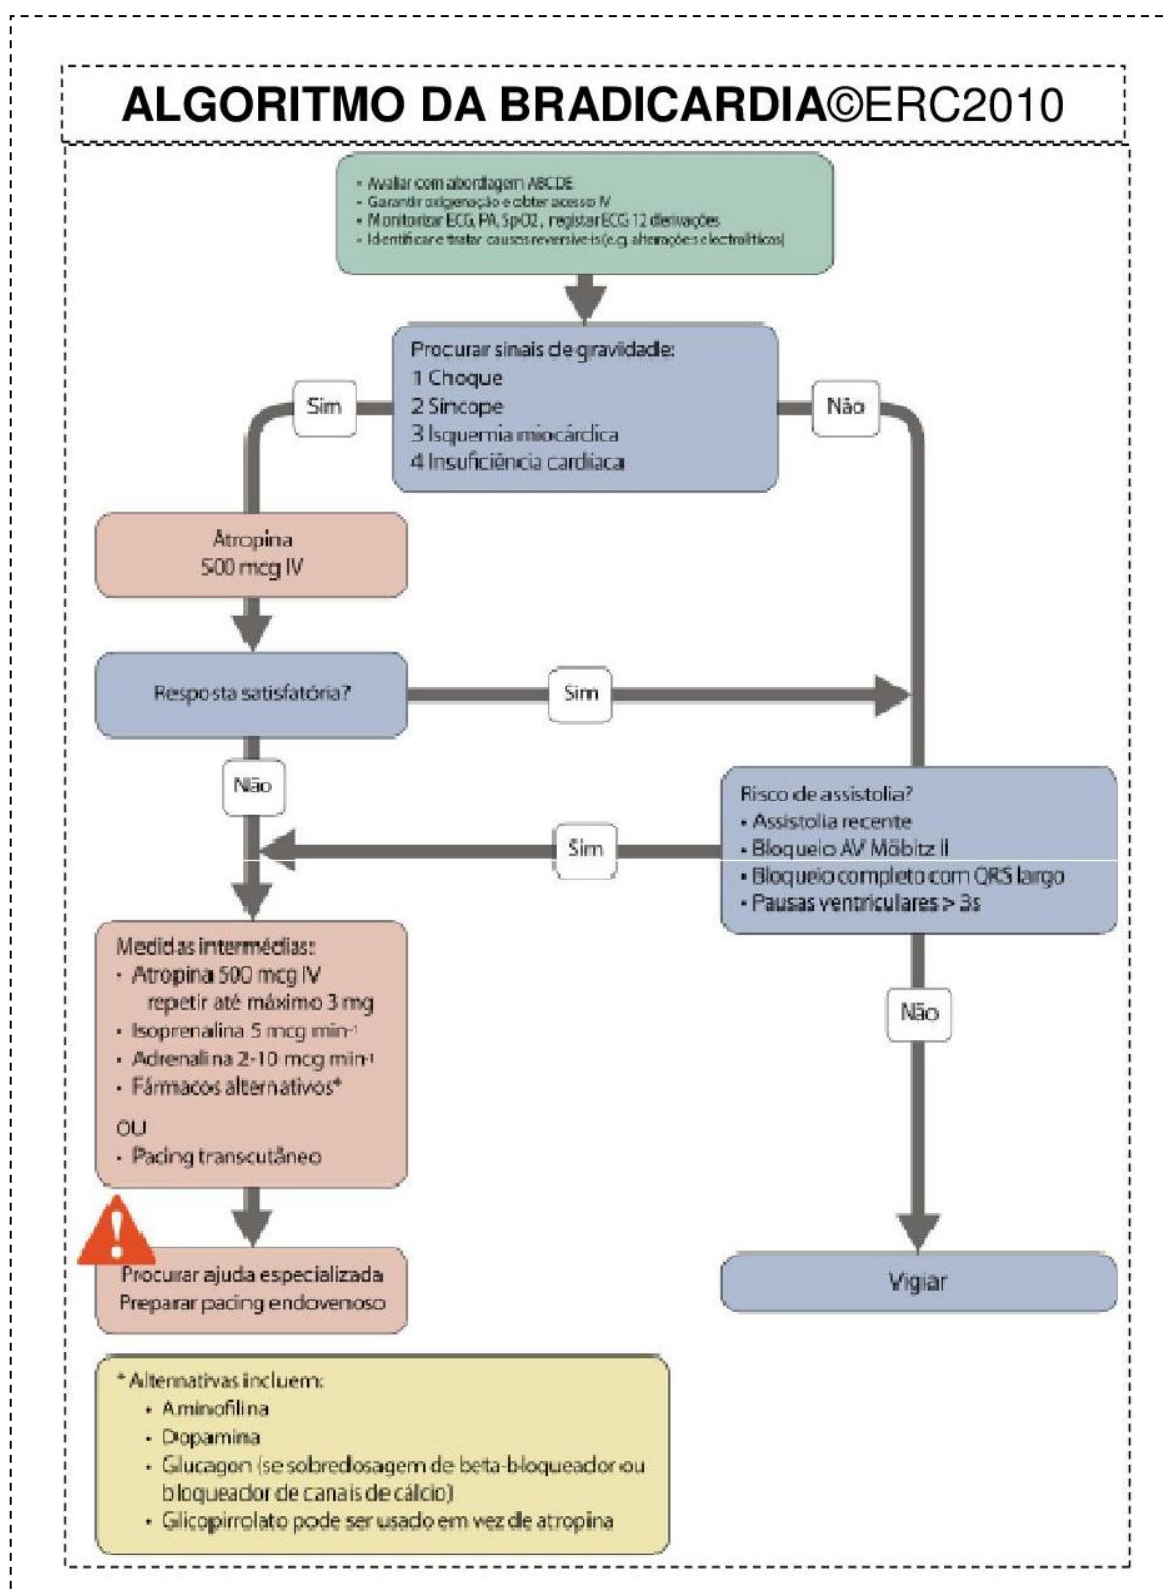 ALGORITMO DA BRADICARDIA©ERC2010
• Avaliar com abordagem ABCDE
• Garantir oxigenação e obter acesso IV
• Monitorizar ECG, PA, SpO2 , registar ECG 12 derivações
• Identificar e tratar causas reversíveis (e.g. alterações electrolíticas)
Procurar sinais de gravidade:
1 Choque
2 Síncope
3 Isquemia miocárdica
4 Insuficiência cardíaca
Sim
Não
Atropina
500 mcg IV
Resposta satisfatória?
Sim
Não
Risco de assistolia?
• Assistolia recente
• Bloqueio AV Möbitz II
• Bloqueio completo com QRS largo
• Pausas ventriculares > 3s
Sim
Medidas intermédias:
• Atropina 500 mcg IV
repetir até máximo 3 mg
• Isoprenalina 5 mcg min-1
• Adrenalina 2-10 mcg min-1
• Fármacos alternativos*
OU
• Pacing transcutâneo
Não
Procurar ajuda especializada
Preparar pacing endovenoso
Vigiar
* Alternativas incluem:
• Aminofilina
• Dopamina
• Glucagon (se sobredosagem de beta-bloqueador ou
bloqueador de canais de cálcio)
• Glicopirrolato pode ser usado em vez de atropina